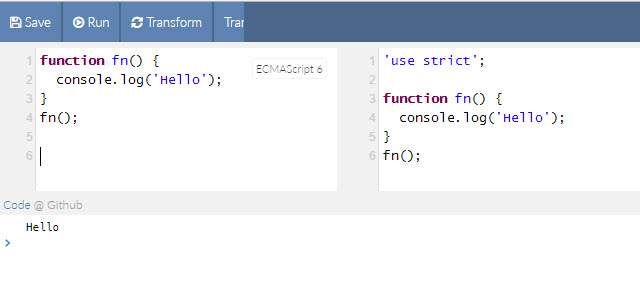 Save Run Transform Tran
1 function fn() {
2 console.log('Hello');
3 }
4 fn();
5
6
ECMAScript 6
1 'use strict';
2
3 function fn() {
4 console.log('Hello');
5 }
6 fn();
Code @ Github
Hello
>